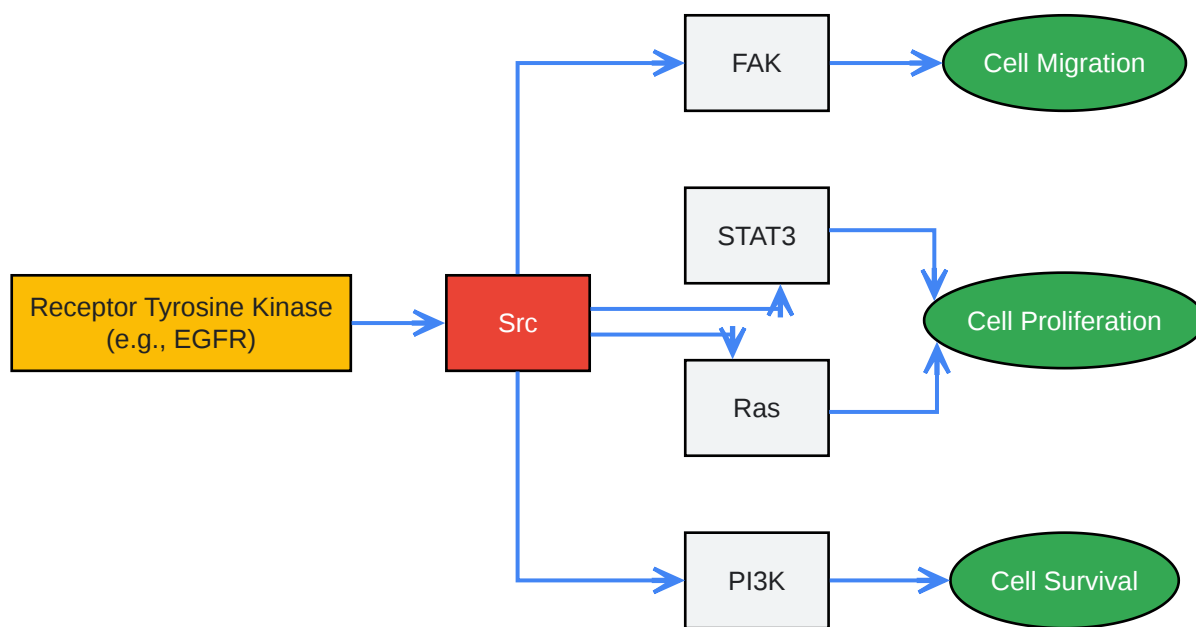 FAK
Cell Migration
STAT3
Receptor Tyrosine Kinase
(e.g., EGFR)
Src
Cell Proliferation
Ras
PI3K
Cell Survival